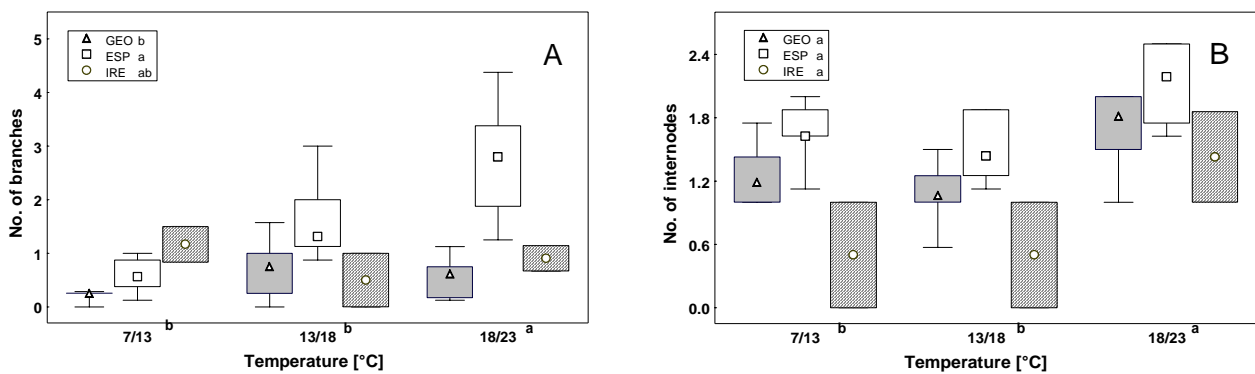 A
GEO b
ESP a
IRE ab
No. of branches
5
4
3
2
1
0
7/13 b
13/18 b
18/23 a
Temperature [°C]
B
GEO a
ESP a
IRE a
No. of internodes
2.4
1.8
1.2
0.6
0.0
7/13 b
13/18 b
18/23 a
Temperature [°C]